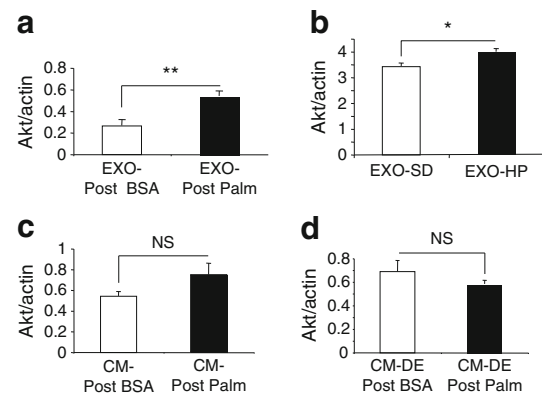 a
**
Akt/actin
0.8
0.6
0.4
0.2
0
EXO-
Post BSA
EXO-
Post Palm
b
*
Akt/actin
4
3
2
1
0
EXO-SD
EXO-HP
c
NS
Akt/actin
1
0.8
0.6
0.4
0.2
0
CM-
Post BSA
CM-
Post Palm
d
NS
Akt/actin
0.8
0.6
0.4
0.2
0
CM-DE
Post BSA
CM-DE
Post Palm